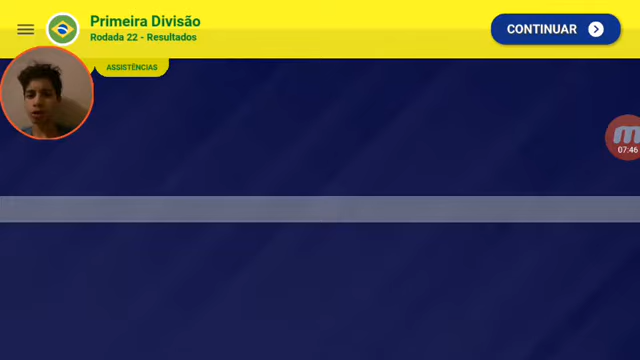 Primeira Divisão
Rodada 22 - Resultados
CONTINUAR
ASSISTÊNCIAS
07:46